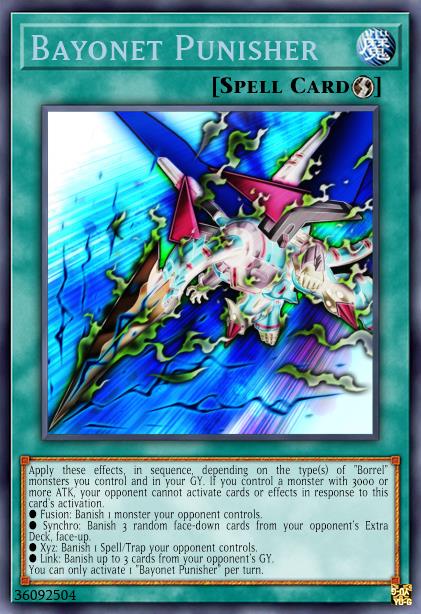 Bayonet Punisher
魔
[Spell Card]
Apply these effects, in sequence, depending on the type(s) of "Borrel"
monsters you control and in your GY. If you control a monster with 3000 or
more ATK, your opponent cannot activate cards or effects in response to this
card's activation.
● Fusion: Banish 1 monster your opponent controls.
● Synchro: Banish 3 random face-down cards from your opponent's Extra
Deck, face-up.
● Xyz: Banish 1 Spell/Trap your opponent controls.
● Link: Banish up to 3 cards from your opponent's GY.
You can only activate 1 "Bayonet Punisher" per turn.
36092504